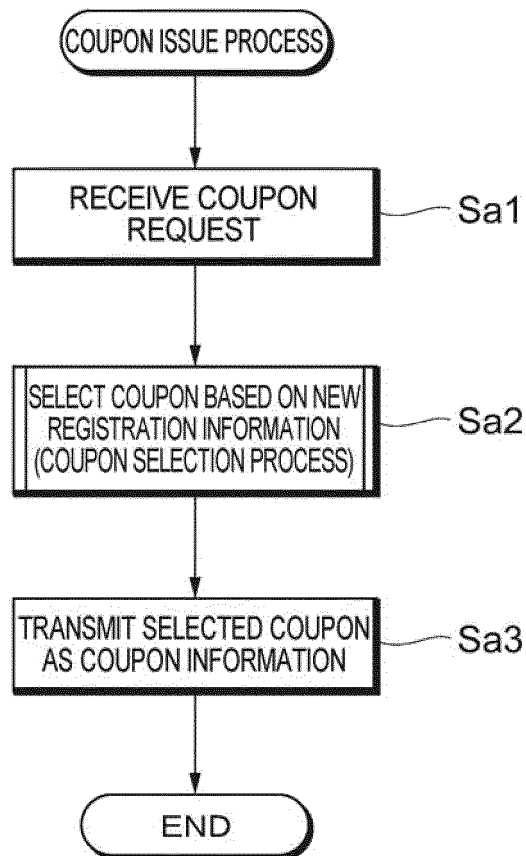 COUPON ISSUE PROCESS
RECEIVE COUPON
REQUEST
Sa1
SELECT COUPON BASED ON NEW
REGISTRATION INFORMATION
(COUPON SELECTION PROCESS)
Sa2
TRANSMIT SELECTED COUPON
AS COUPON INFORMATION
Sa3
END